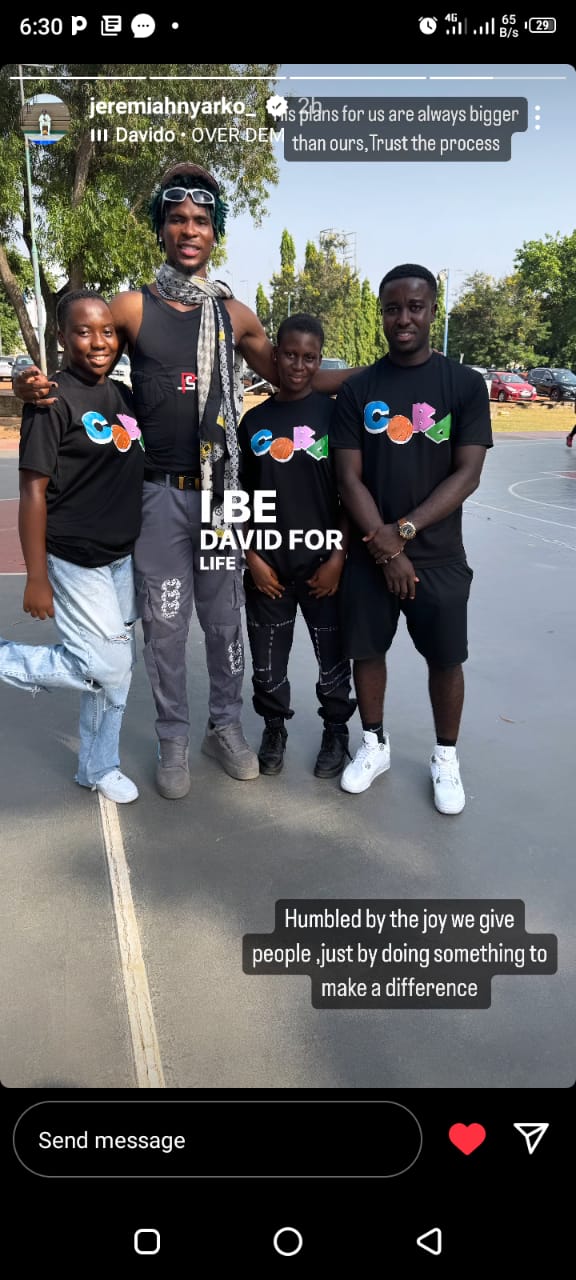 6:30
4G
65
B/s
29
jeremiahnyarko_ 2h
Davido • OVER DEM
His plans for us are always bigger
than ours,Trust the process
COBA
COBA
COBA
I BE
DAVID FOR
LIFE
Humbled by the joy we give
people ,just by doing something to
make a difference
Send message